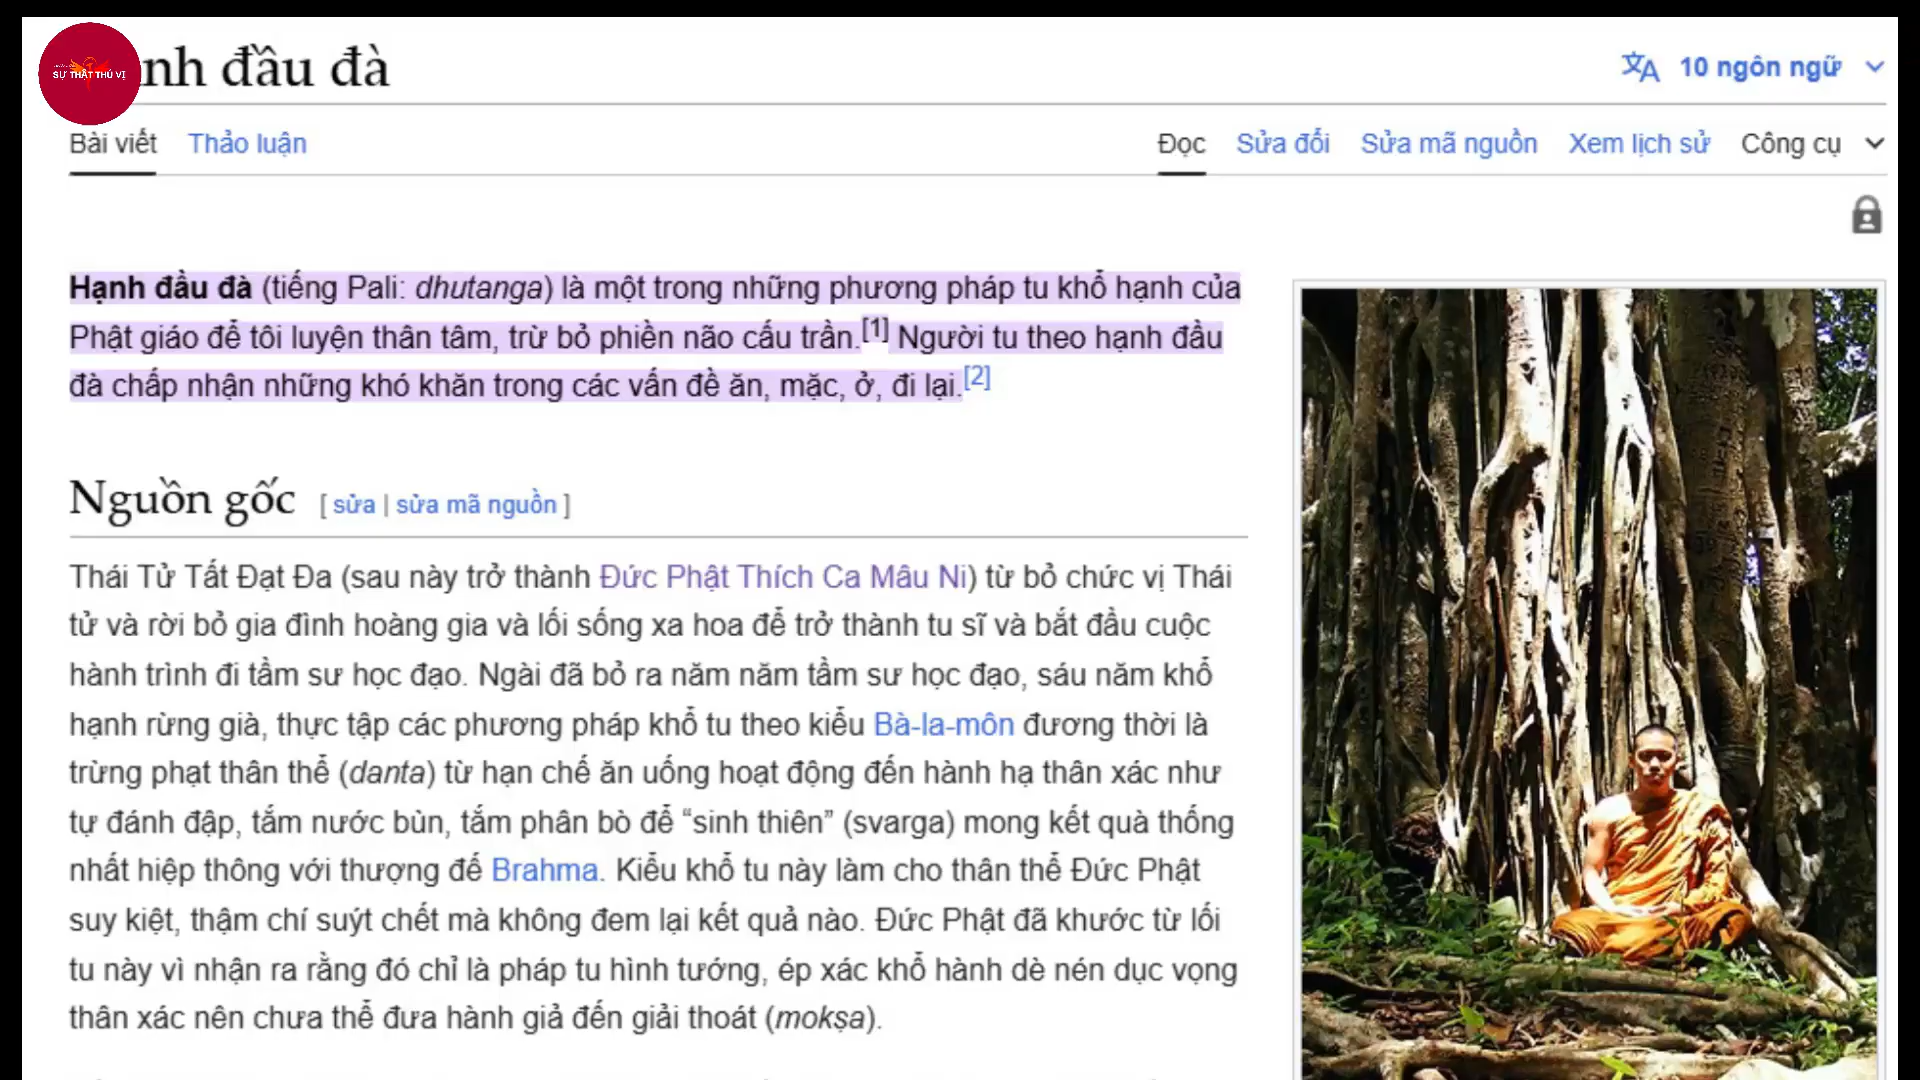 SỰ THẬT THÚ VỊ
nh đầu đà
10 ngôn ngữ
Bài viết Thảo luận
Đọc Sửa đổi Sửa mã nguồn Xem lịch sử Công cụ
Hạnh đầu đà (tiếng Pali: dhutanga) là một trong những phương pháp tu khổ hạnh của
Phật giáo để tôi luyện thân tâm, trừ bỏ phiền não cấu trần.[1] Người tu theo hạnh đầu
đà chấp nhận những khó khăn trong các vấn đề ăn, mặc, ở, đi lại.[2]
Nguồn gốc [ sửa | sửa mã nguồn ]
Thái Tử Tất Đạt Đa (sau này trở thành Đức Phật Thích Ca Mâu Ni) từ bỏ chức vị Thái
tử và rời bỏ gia đình hoàng gia và lối sống xa hoa để trở thành tu sĩ và bắt đầu cuộc
hành trình đi tầm sư học đạo. Ngài đã bỏ ra năm năm tầm sư học đạo, sáu năm khổ
hạnh rừng già, thực tập các phương pháp khổ tu theo kiểu Bà-la-môn đương thời là
trừng phạt thân thể (danta) từ hạn chế ăn uống hoạt động đến hành hạ thân xác như
tự đánh đập, tắm nước bùn, tắm phân bò để “sinh thiên” (svarga) mong kết quà thống
nhất hiệp thông với thượng đế Brahma. Kiểu khổ tu này làm cho thân thể Đức Phật
suy kiệt, thậm chí suýt chết mà không đem lại kết quả nào. Đức Phật đã khước từ lối
tu này vì nhận ra rằng đó chỉ là pháp tu hình tướng, ép xác khổ hành dè nén dục vọng
thân xác nên chưa thể đưa hành giả đến giải thoát (mokṣa).